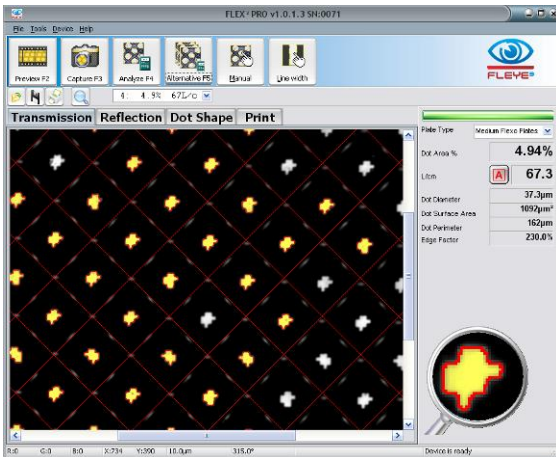 FLEX³PRO v1.0.1.3 SN:0071
File Tools Device Help
Preview F2 Capture F3 Analyze F4 Alternative F5 Manual Line width
FLEYE®
4: 4.9% 67L/c
Transmission Reflection Dot Shape Print
Plate Type Medium Flexo Plates
Dot Area % 4.94%
L/cm A 67.3
Dot Diameter 37.3µm
Dot Surface Area 1092µm²
Dot Perimeter 162µm
Edge Factor 230.0%
R:0 G:0 B:0 X:734 Y:390 10.0µm 315.0° Device is ready